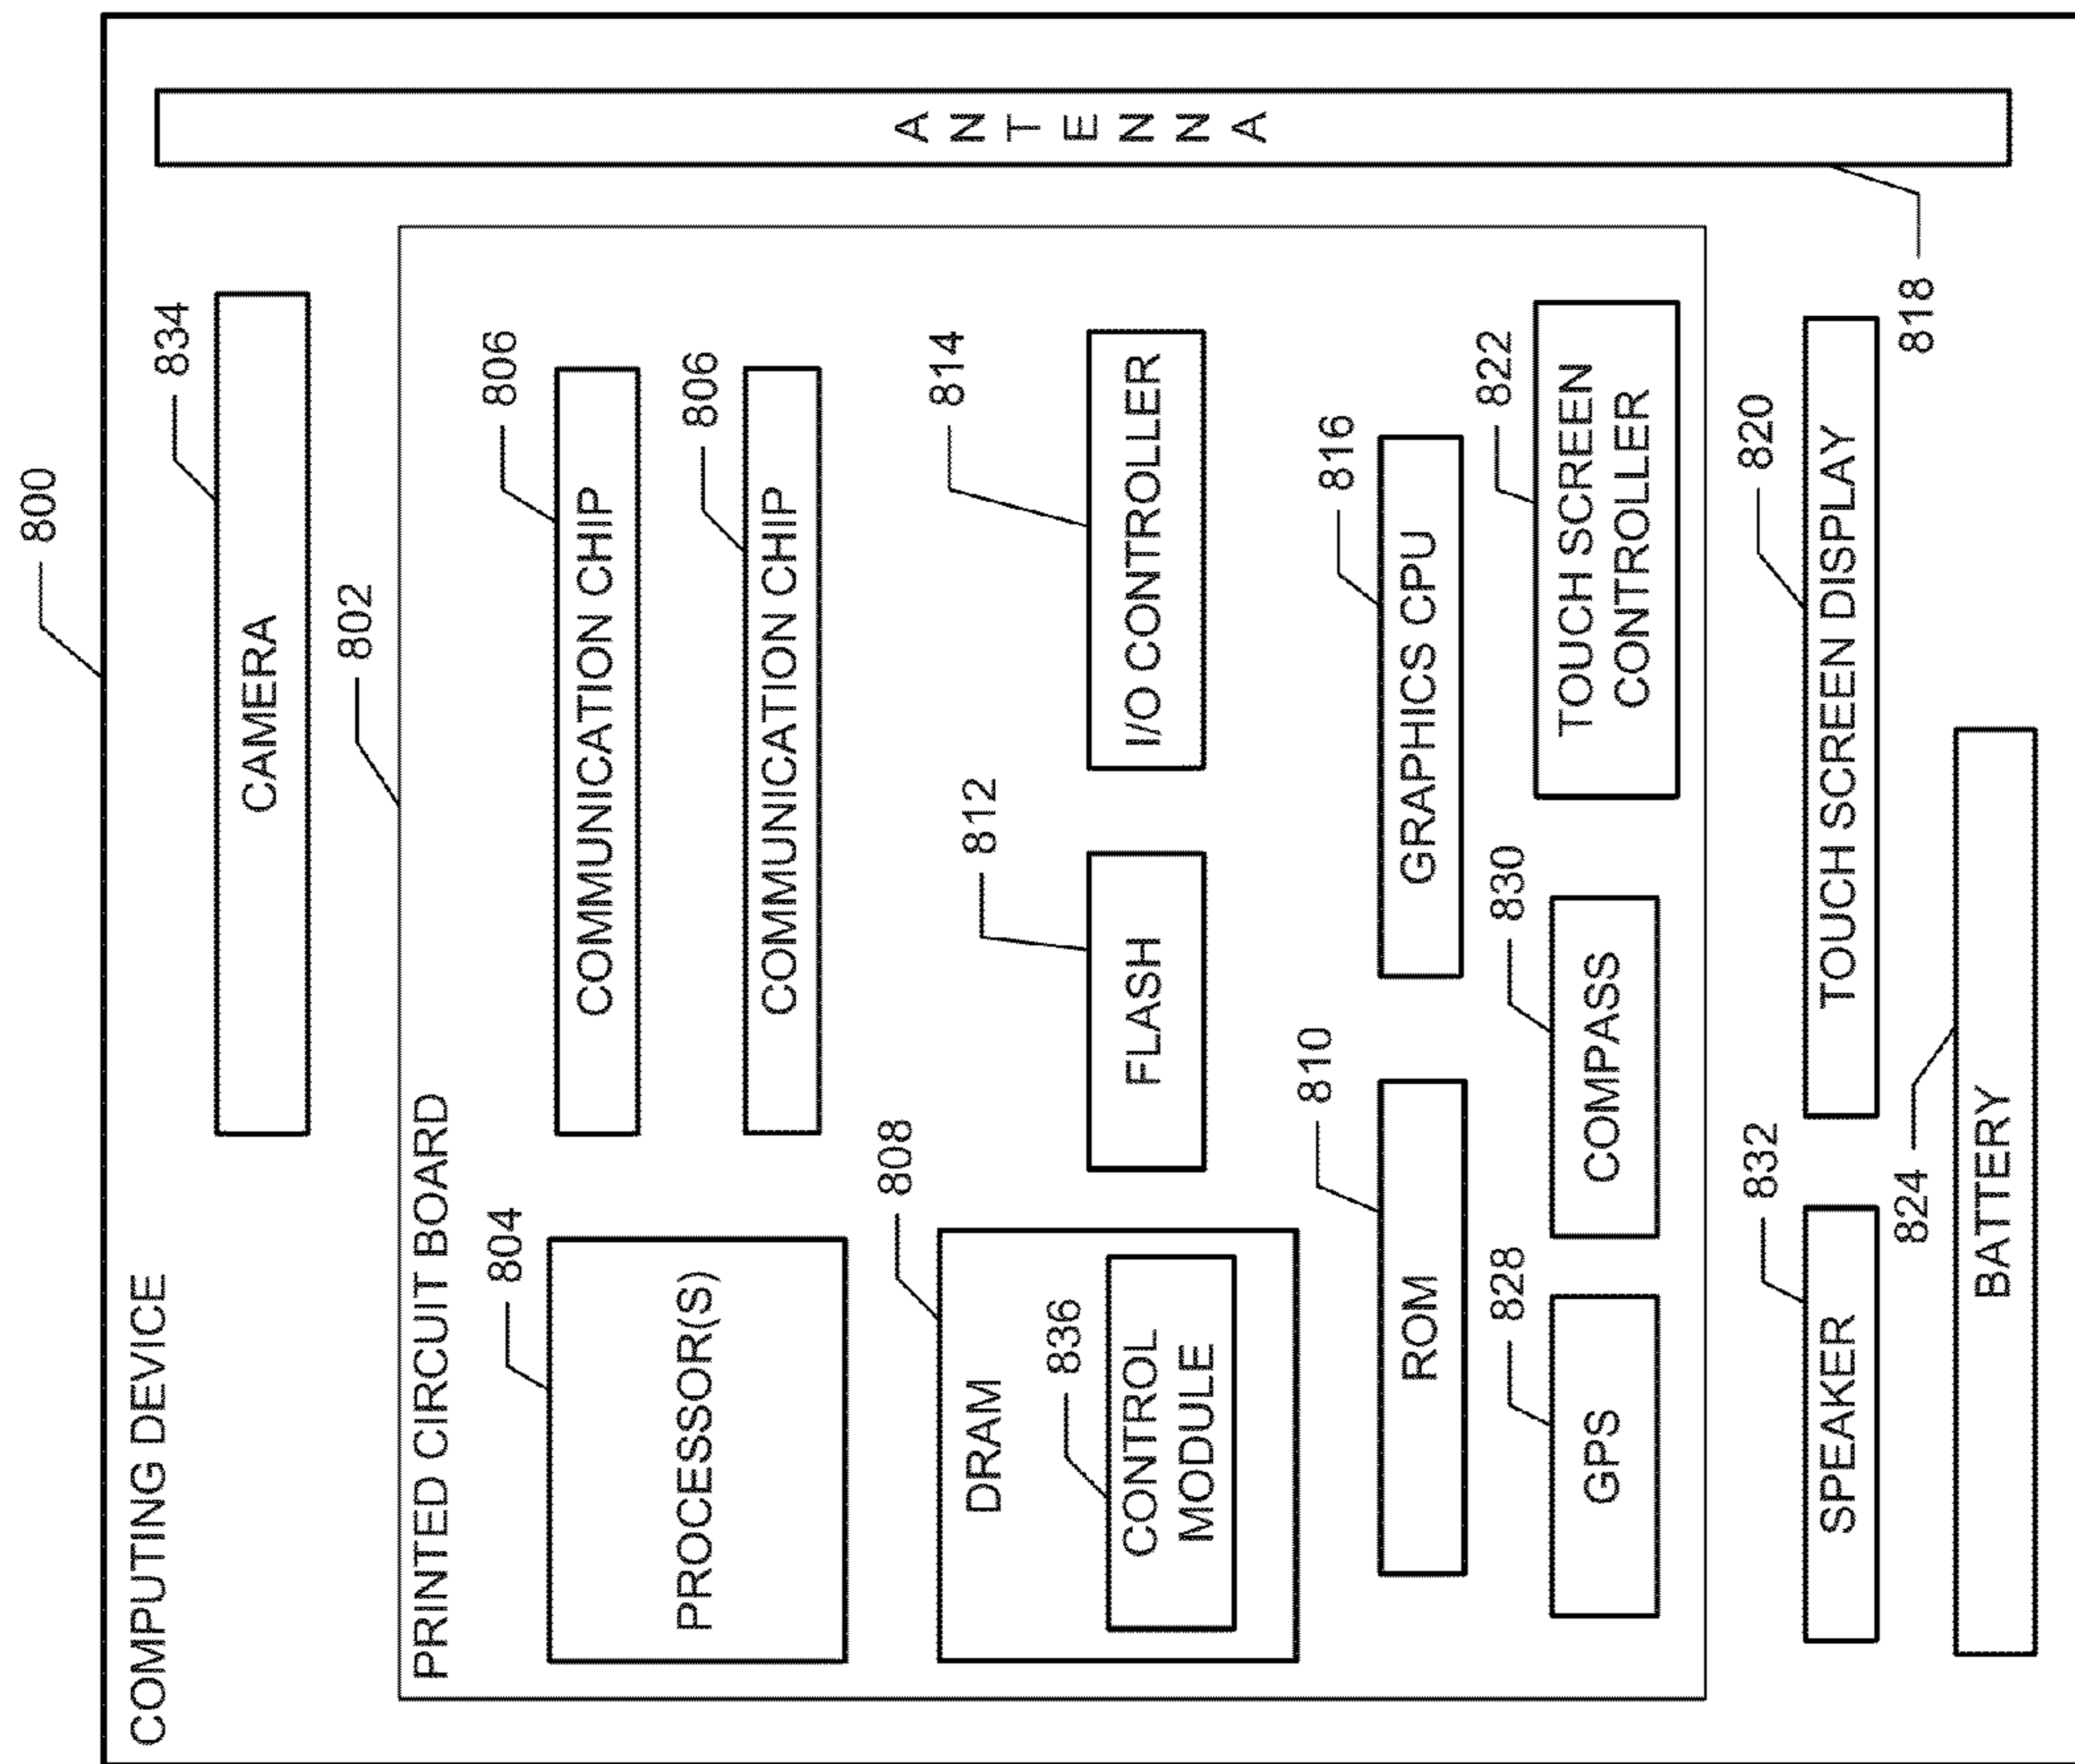 800
COMPUTING DEVICE
834
CAMERA
802
PRINTED CIRCUIT BOARD
804
PROCESSOR(S)
806
COMMUNICATION CHIP
806
COMMUNICATION CHIP
808
DRAM
836
CONTROL
MODULE
812
FLASH
814
I/O CONTROLLER
810
ROM
816
GRAPHICS CPU
828
GPS
830
COMPASS
822
TOUCH SCREEN
CONTROLLER
832
SPEAKER
820
TOUCH SCREEN DISPLAY
824
BATTERY
818
ANTENNA